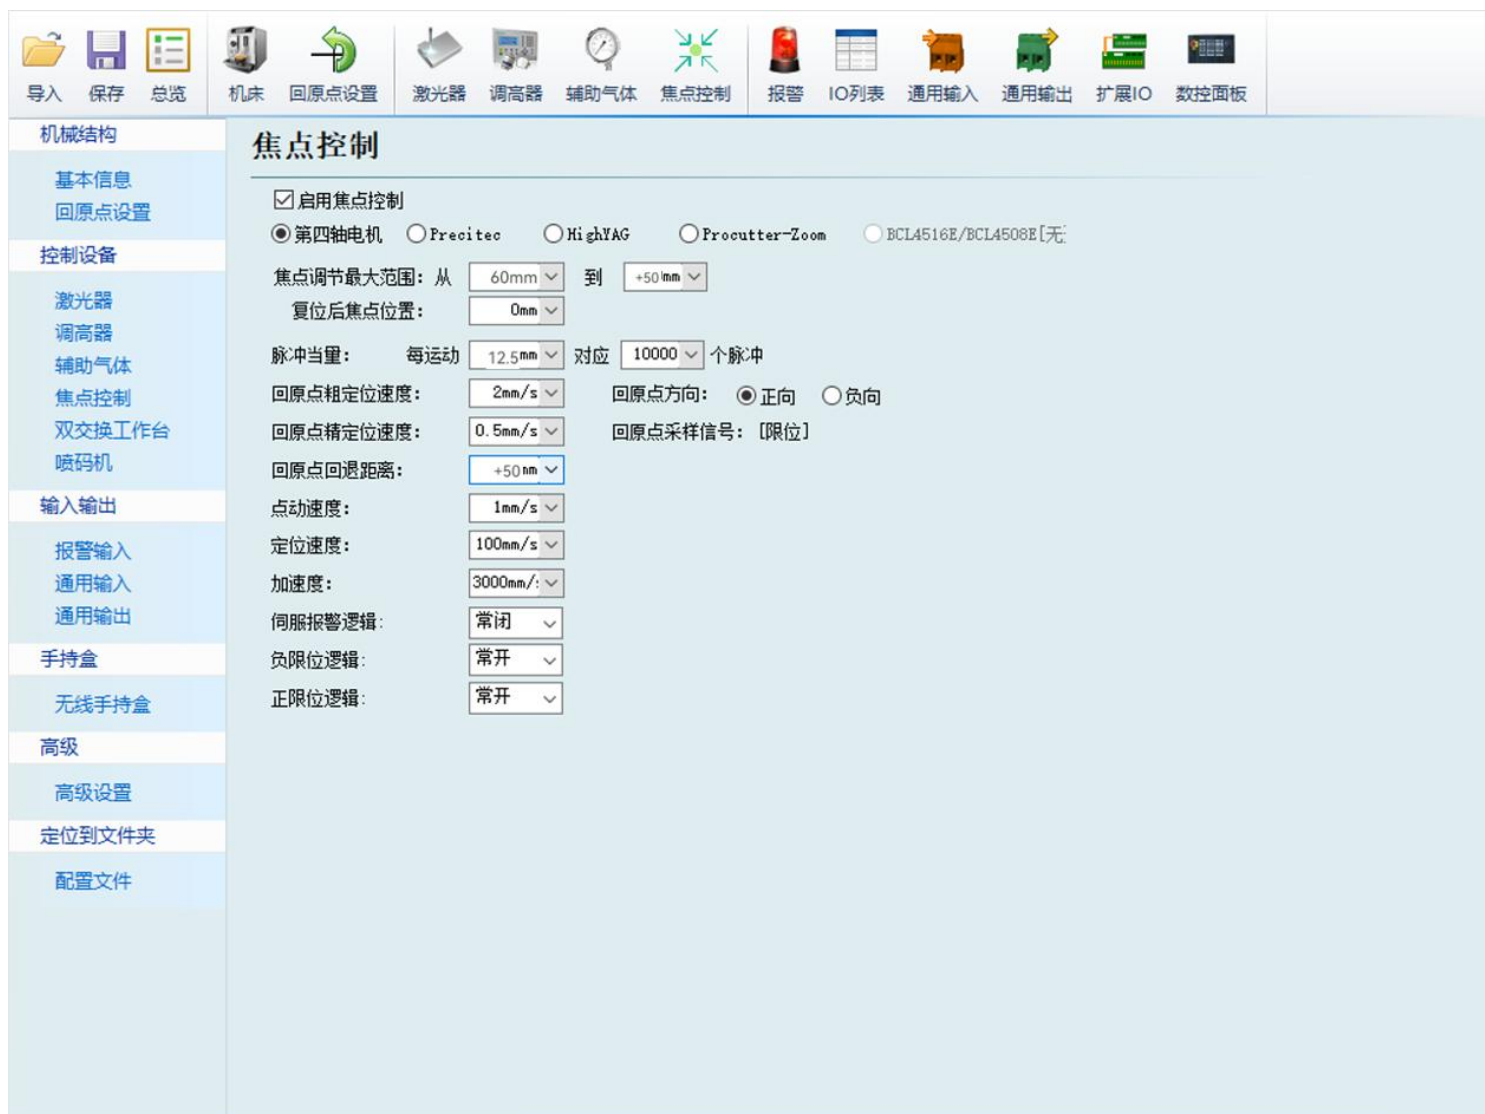 导入 保存 总览 机床 回原点设置 激光器 调高器 辅助气体 焦点控制 报警 IO列表 通用输入 通用输出 扩展IO 数控面板
机械结构
基本信息
回原点设置
控制设备
激光器
调高器
辅助气体
焦点控制
双交换工作台
喷码机
输入输出
报警输入
通用输入
通用输出
手持盒
无线手持盒
高级
高级设置
定位到文件夹
配置文件
焦点控制
启用焦点控制
第四轴电机 Precitec HighYAG Procutter-Zoom BCL4516E/BCL4508E[无
焦点调节最大范围: 从 60mm 到 +50mm
复位后焦点位置: 0mm
脉冲当量: 每运动 12.5mm 对应 10000 个脉冲
回原点粗定位速度: 2mm/s 回原点方向: 正向 负向
回原点精定位速度: 0.5mm/s 回原点采样信号: [限位]
回原点回退距离: +50mm
点动速度: 1mm/s
定位速度: 100mm/s
加速度: 3000mm/
伺服报警逻辑: 常闭
负限位逻辑: 常开
正限位逻辑: 常开